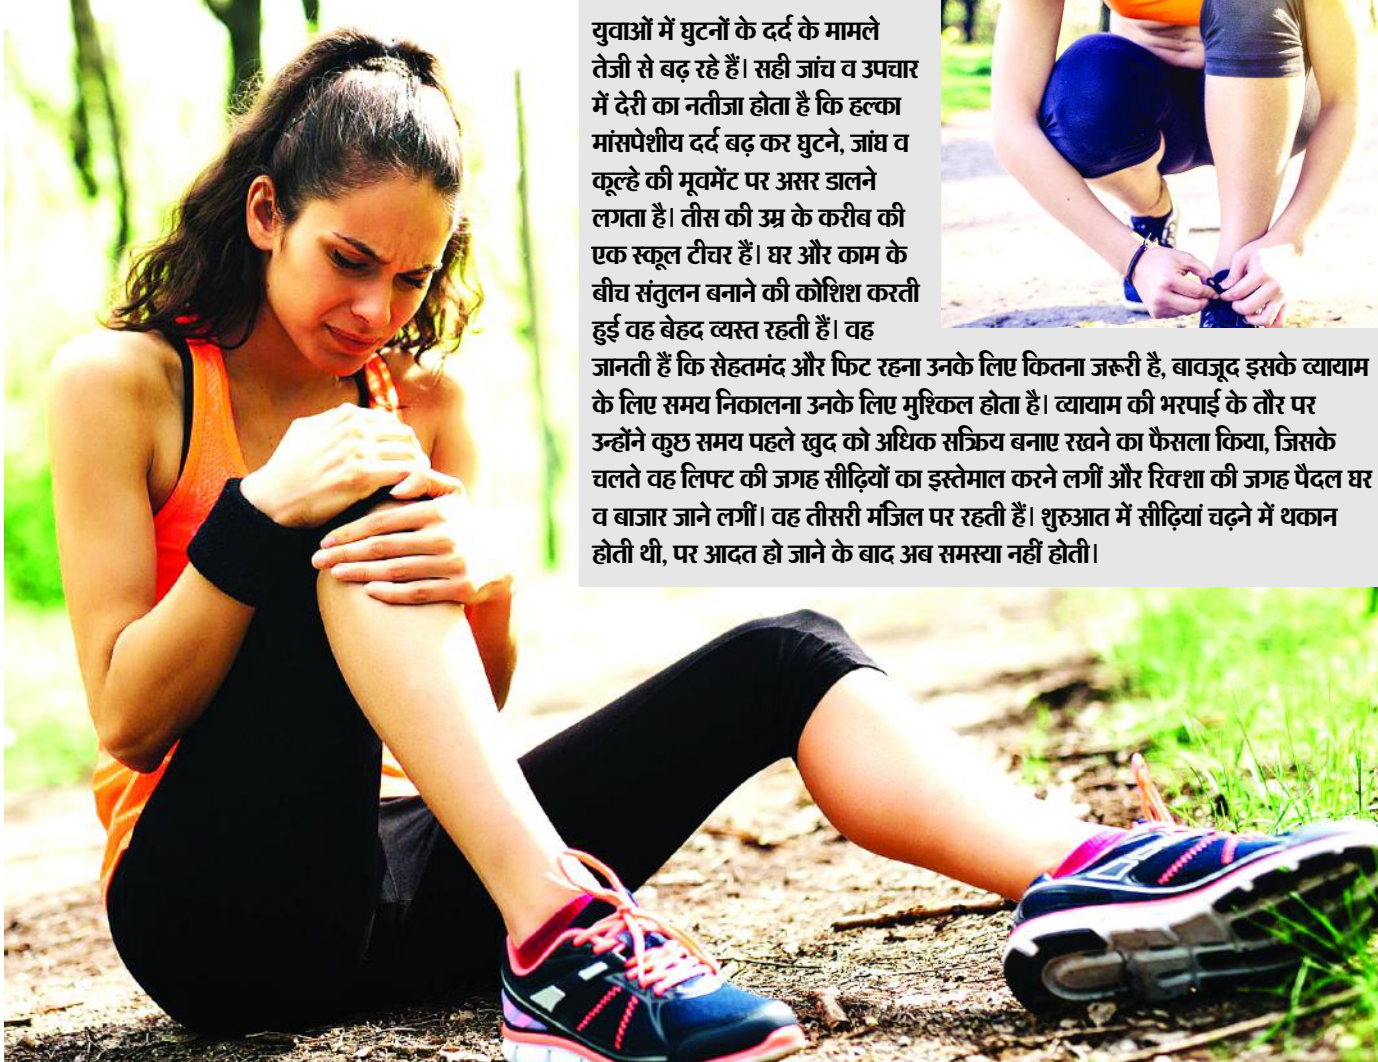 युवाओं में घुटनों के दर्द के मामले
तेजी से बढ़ रहे हैं। सही जांच व उपचार
में देरी का नतीजा होता है कि हल्का
मांसपेशीय दर्द बढ़ कर घुटने, जांघ व
कूल्हे की मूवमेंट पर असर डालने
लगता है। तीस की उम्र के करीब की
एक स्कूल टीचर हैं। घर और काम के
बीच संतुलन बनाने की कोशिश करती
हुई वह बेहद व्यस्त रहती हैं। वह
जानती हैं कि सेहतमंद और फिट रहना उनके लिए कितना जरूरी है, बावजूद इसके व्यायाम
के लिए समय निकालना उनके लिए मुश्किल होता है। व्यायाम की भरपाई के तौर पर
उन्होंने कुछ समय पहले खुद को अधिक सक्रिय बनाए रखने का फैसला किया, जिसके
चलते वह लिफ्ट की जगह सीढ़ियों का इस्तेमाल करने लगीं और रिक्शा की जगह पैदल घर
व बाजार जाने लगीं। वह तीसरी मंजिल पर रहती हैं। शुरुआत में सीढ़ियां चढ़ने में थकान
होती थी, पर आदत हो जाने के बाद अब समस्या नहीं होती।